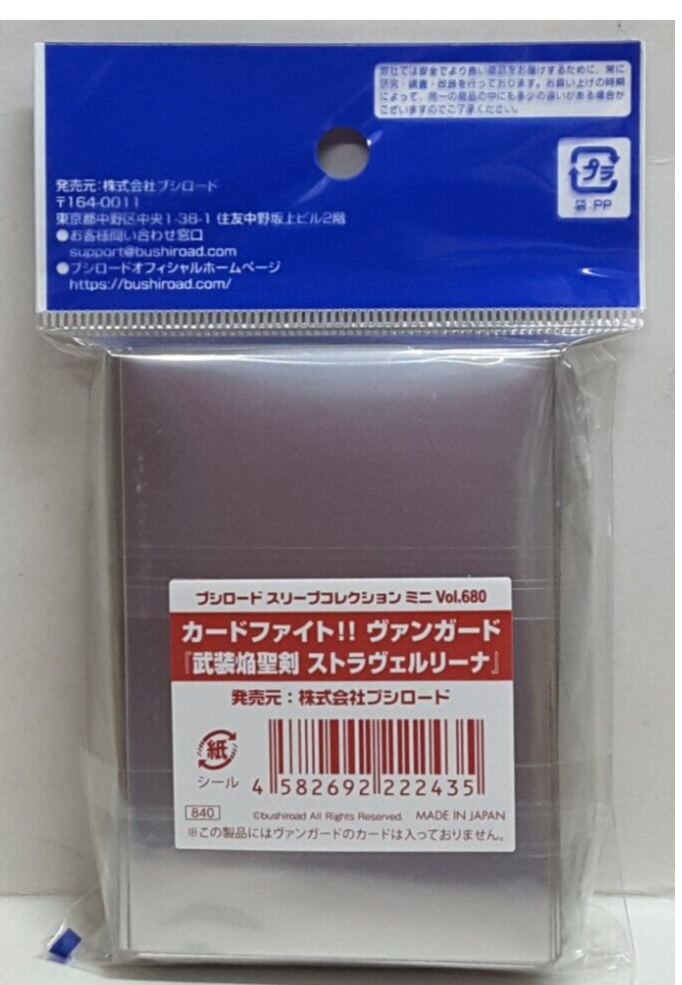 弊社では安全でより良い商品をお届けするために、常に
研究・調査・改良を行っております。お買い上げの時期
によって、同一の商品の中にも多少の違いがある場合が
ございますのでご了承ください。
プラ
袋:PP
発売元:株式会社ブシロード
〒164-0011
東京都中野区中央1-38-1 住友中野坂上ビル2階
●お客様問い合わせ窓口
support@bushiroad.com
●ブシロードオフィシャルホームページ
https://bushiroad.com/
ブシロード スリーブコレクション ミニ Vol.680
カードファイト!! ヴァンガード
『武装焔聖剣 ストラヴェルリーナ』
発売元:株式会社ブシロード
紙
シール
4 582692 222435
840
©bushiroad All Rights Reserved. MADE IN JAPAN
※この製品にはヴァンガードのカードは入っておりません。